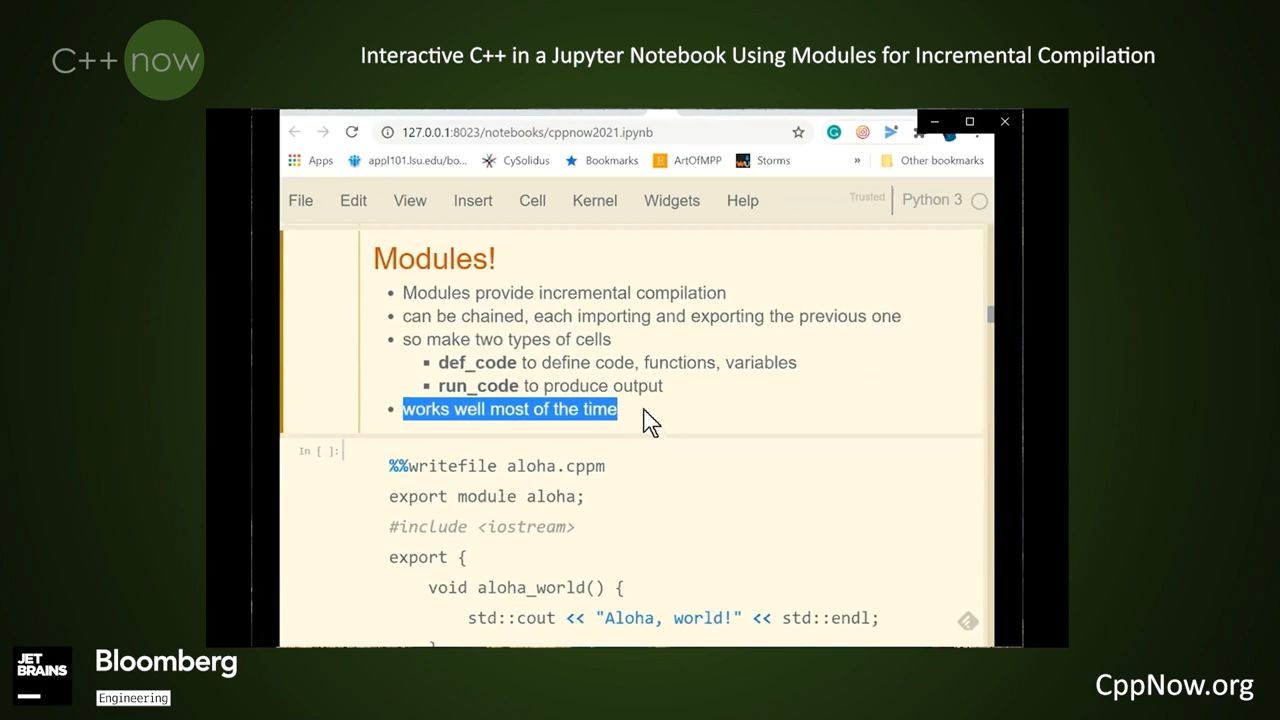 C++ now
Interactive C++ in a Jupyter Notebook Using Modules for Incremental Compilation
127.0.0.1:8023/notebooks/cppnow2021.ipynb
Apps appl101.lsu.edu/bo... CySolidus Bookmarks ArtOfMPP Storms » Other bookmarks
File Edit View Insert Cell Kernel Widgets Help Trusted Python 3
Modules!
• Modules provide incremental compilation
• can be chained, each importing and exporting the previous one
• so make two types of cells
▪ def_code to define code, functions, variables
▪ run_code to produce output
• works well most of the time
In [ ]:
%%writefile aloha.cppm
export module aloha;
#include <iostream>
export {
void aloha_world() {
std::cout << "Aloha, world!" << std::endl;
}
JET
BRAINS
Bloomberg
Engineering
CppNow.org